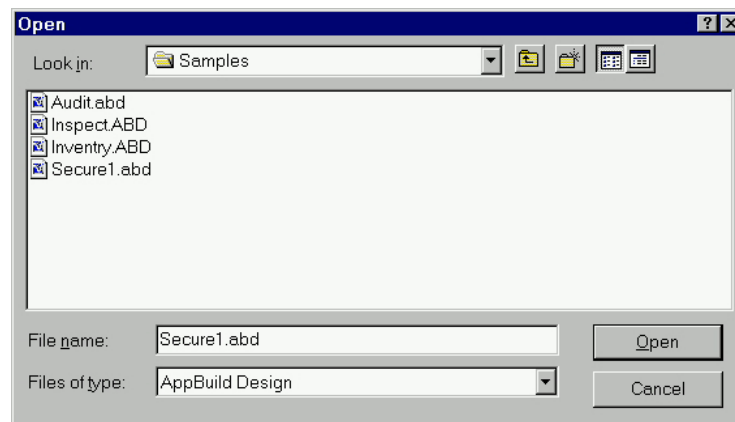 Open
Look in: Samples
Audit.abd
Inspect.ABD
Inventry.ABD
Secure1.abd
File name: Secure1.abd Open
Files of type: AppBuild Design Cancel